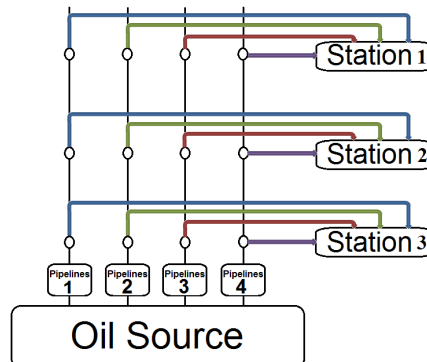 Station 1
Station 2
Station 3
Pipelines
1
Pipelines
2
Pipelines
3
Pipelines
4
Oil Source